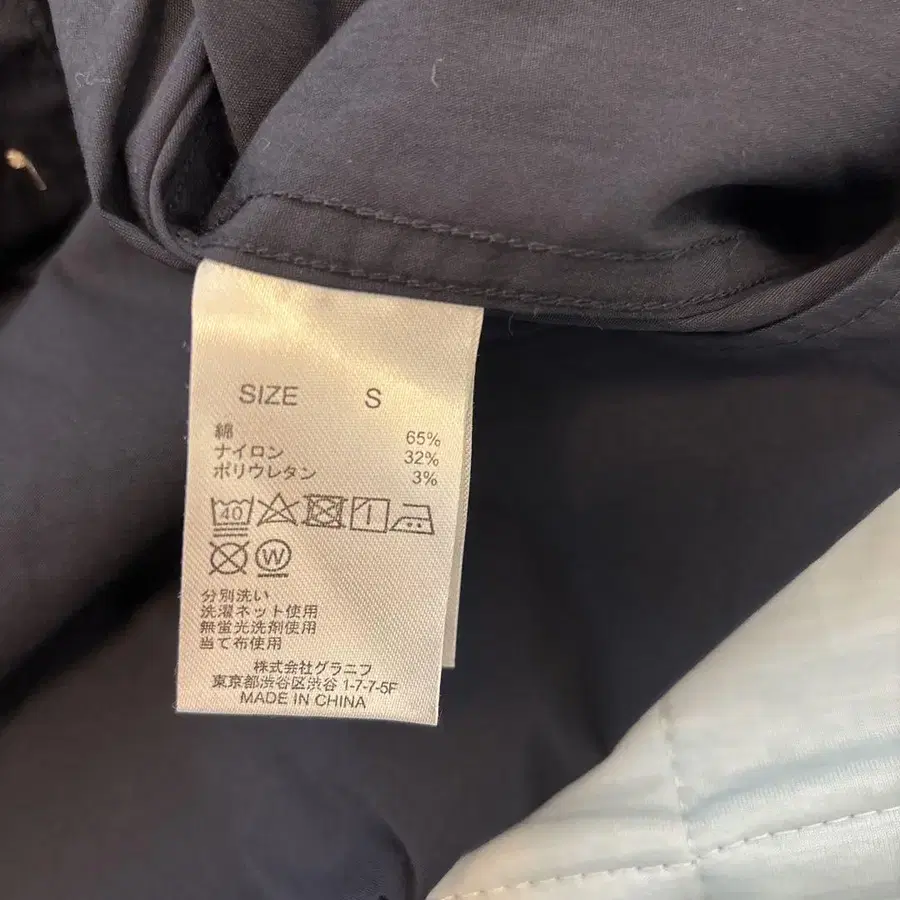 SIZE S
綿 65%
ナイロン 32%
ポリウレタン 3%
40
W
分別洗い
洗濯ネット使用
無蛍光洗剤使用
当て布使用
株式会社グラニフ
東京都渋谷区渋谷 1-7-7-5F
MADE IN CHINA